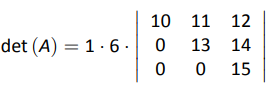 det (A) = 1 · 6 · | 10 11 12 |
| 0 13 14 |
| 0 0 15 |